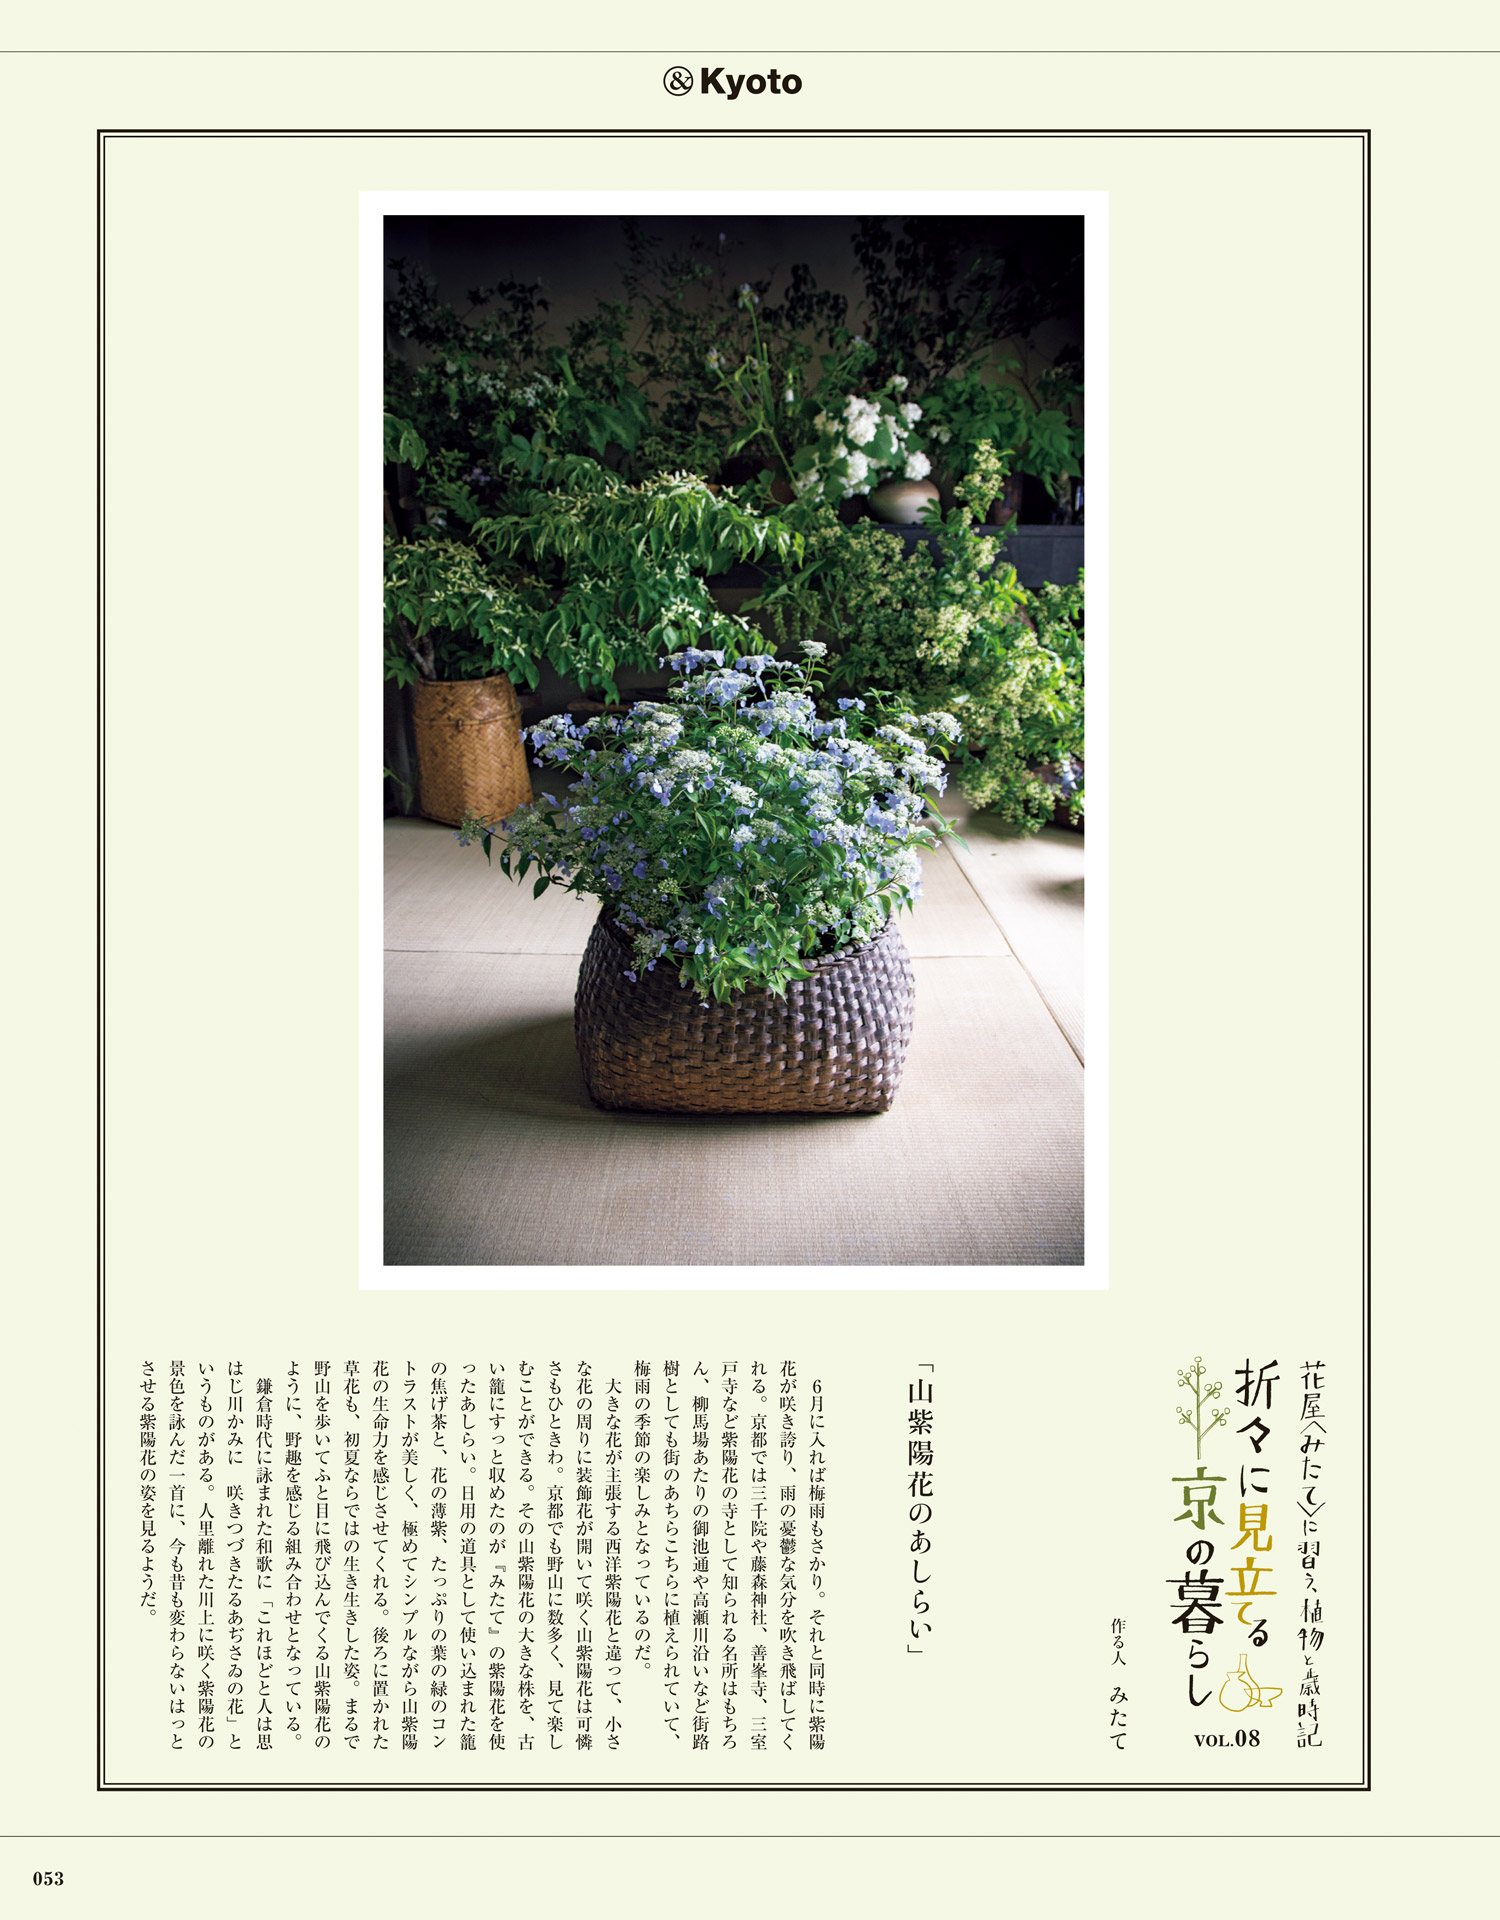 &Kyoto
花屋〈みたて〉に習う、植物と歳時記
折々に見立てる
京の暮らし
VOL.08
作る人 みたて
「山紫陽花のあしらい」
6月に入れば梅雨もさかり。それと同時に紫陽
花が咲き誇り、雨の憂鬱な気分を吹き飛ばしてく
れる。京都では三千院や藤森神社、善峯寺、三室
戸寺など紫陽花の寺として知られる名所はもちろ
ん、柳馬場あたりの御池通や高瀬川沿いなど街路
樹としても街のあちらこちらに植えられていて、
梅雨の季節の楽しみとなっているのだ。
大きな花が主張する西洋紫陽花と違って、小さ
な花の周りに装飾花が開いて咲く山紫陽花は可憐
さもひときわ。京都でも野山に数多く、見て楽し
むことができる。その山紫陽花の大きな株を、古
い籠にすっと収めたのが『みたて』の紫陽花を使
ったあしらい。日用の道具として使い込まれた籠
の焦げ茶と、花の薄紫、たっぷりの葉の緑のコン
トラストが美しく、極めてシンプルながら山紫陽
花の生命力を感じさせてくれる。後ろに置かれた
草花も、初夏ならではの生き生きした姿。まるで
野山を歩いてふと目に飛び込んでくる山紫陽花の
ように、野趣を感じる組み合わせとなっている。
鎌倉時代に詠まれた和歌に「これほどと人は思
はじ川かみに　咲きつづきたるあぢさゐの花」と
いうものがある。人里離れた川上に咲く紫陽花の
景色を詠んだ一首に、今も昔も変わらないはっと
させる紫陽花の姿を見るようだ。
053